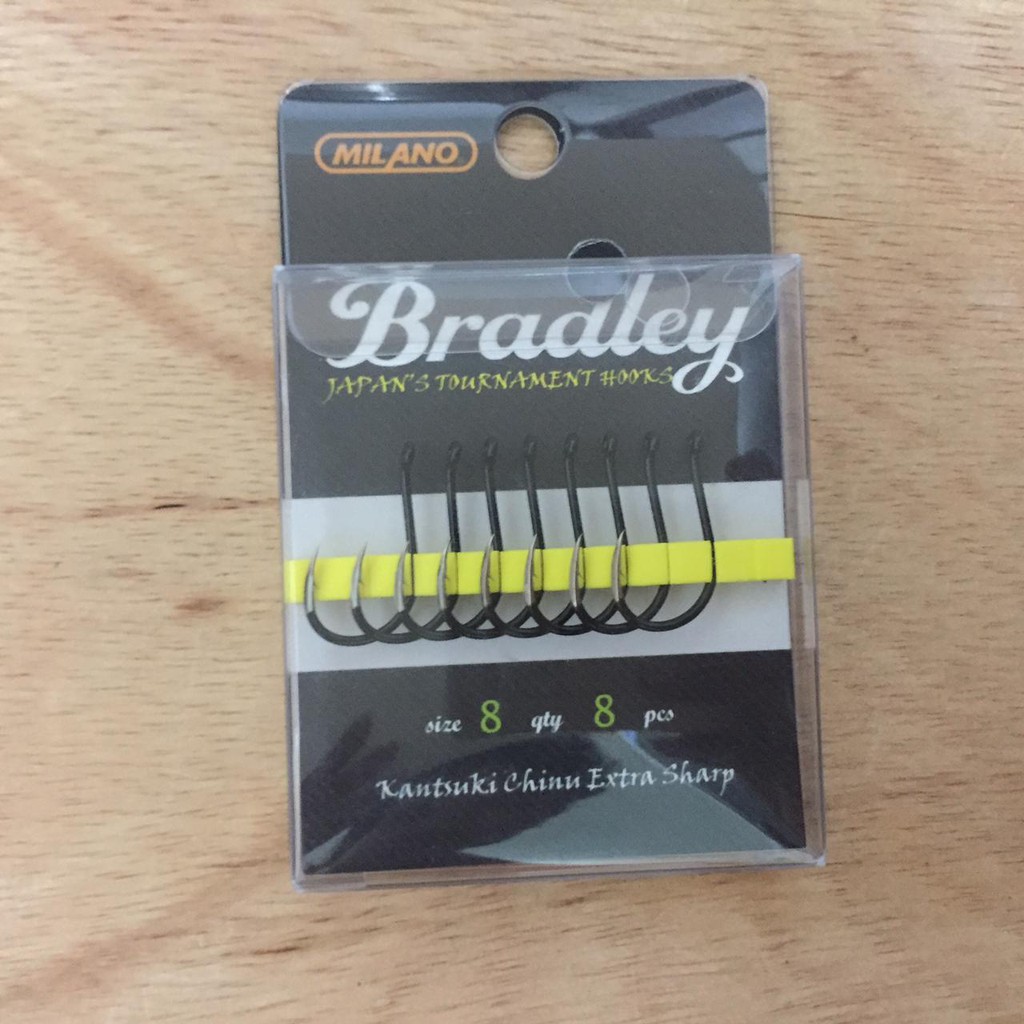 MILANO
Bradley
JAPAN'S TOURNAMENT HOOKS
size 8 qty 8 pcs
Kantsuki Chinu Extra Sharp